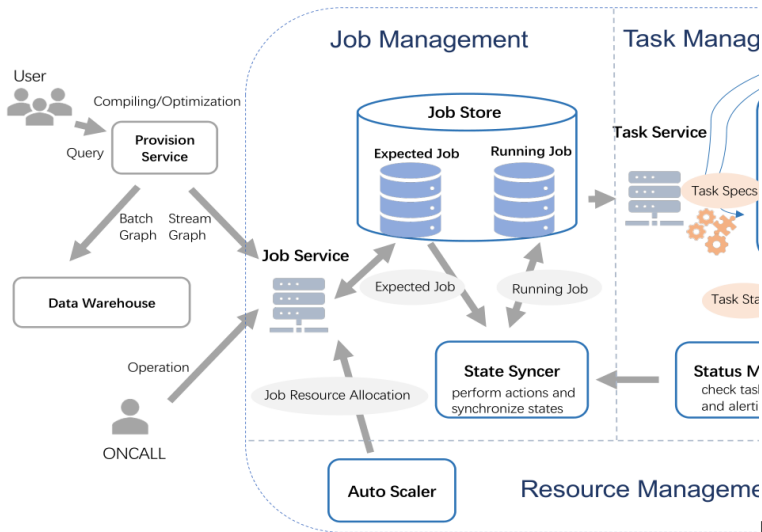 Job Management
Task Manag
User
Compiling/Optimization
Query
Provision
Service
Job Store
Expected Job
Running Job
Task Service
Task Specs
Batch
Graph
Stream
Graph
Job Service
Data Warehouse
Expected Job
Running Job
Task Sta
Operation
State Syncer
perform actions and
synchronize states
Status M
check task
and alertin
Job Resource Allocation
ONCALL
Auto Scaler
Resource Manageme